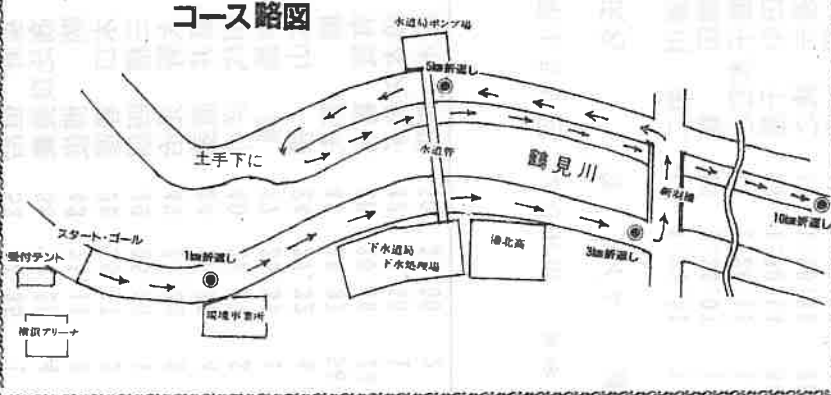 コース略図
水道局ポンプ場
5km折返し
土手下に
水道管
鶴見川
新羽橋
10km折返し
スタート・ゴール
受付テント
1km折返し
下水道局
下水処理場
港北高
3km折返し
環境事業所
横浜アリーナ